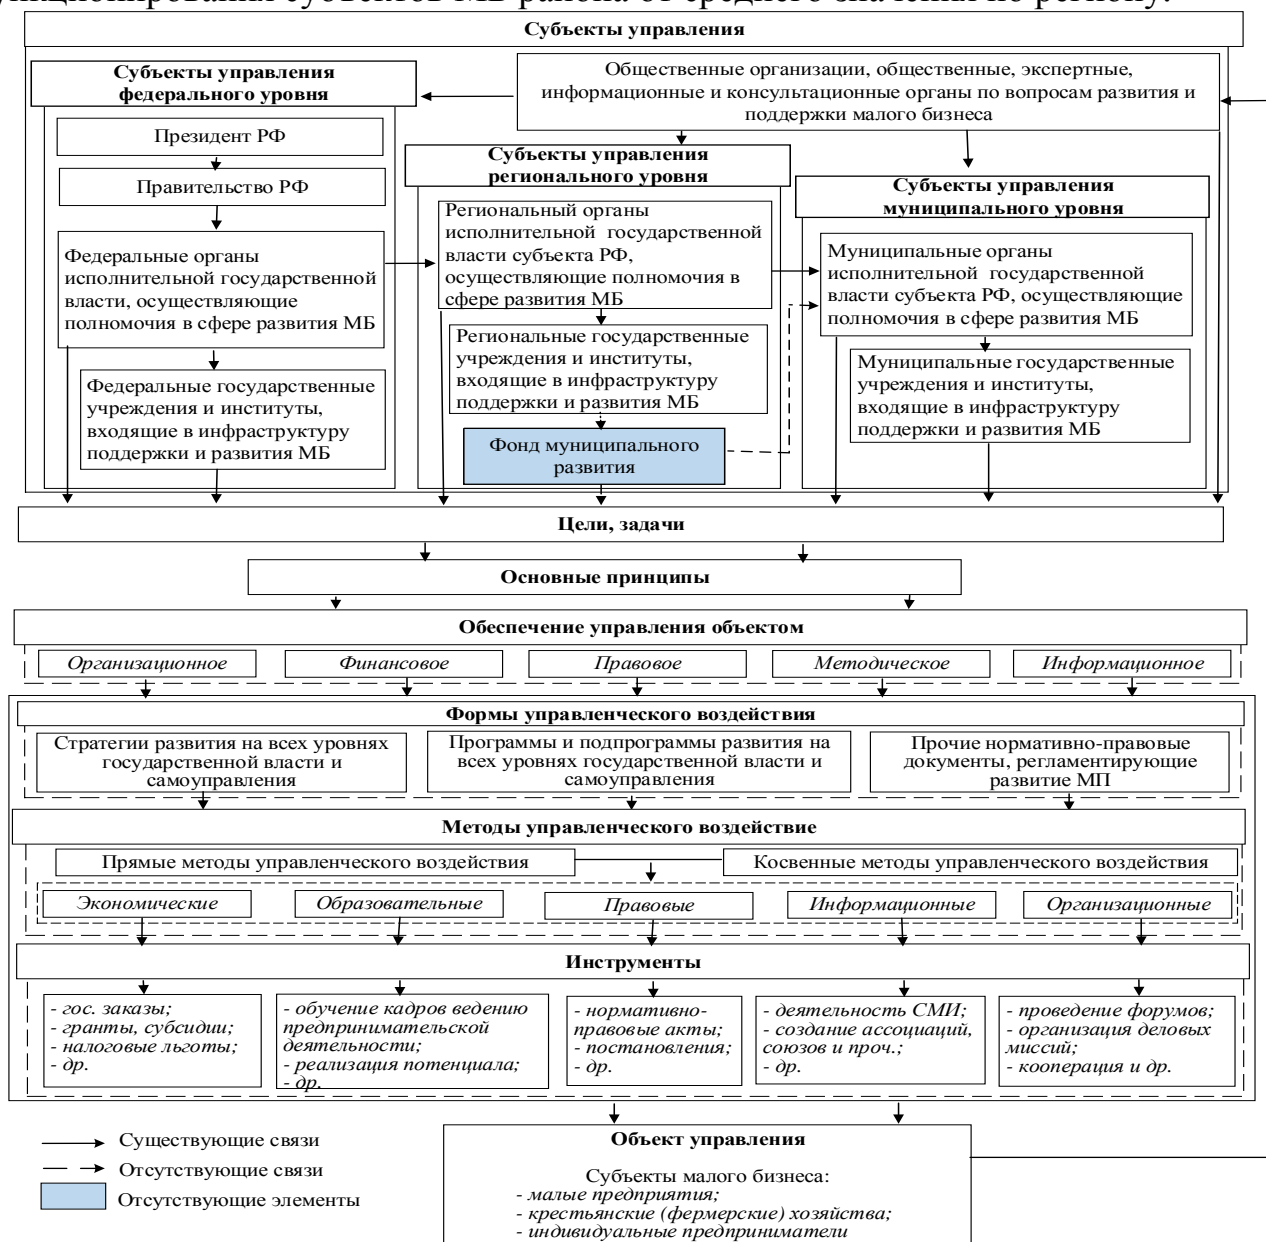 ункционирования субъектов МБ района от среднего значения по региону.
Субъекты управления
Субъекты управления
федерального уровня
Общественные организации, общественные, экспертные,
информационные и консультационные органы по вопросам развития и
поддержки малого бизнеса
Президент РФ
Правительство РФ
Федеральные органы
исполнительной государственной
власти, осуществляющие
полномочия в сфере развития МБ
Федеральные государственные
учреждения и институты,
входящие в инфраструктуру
поддержки и развития МБ
Субъекты управления
регионального уровня
Региональный органы
исполнительной государственной
власти субъекта РФ,
осуществляющие полномочия в
сфере развития МБ
Региональные государственные
учреждения и институты,
входящие в инфраструктуру
поддержки и развития МБ
Фонд муниципального
развития
Субъекты управления
муниципального уровня
Муниципальные органы
исполнительной государственной
власти субъекта РФ, осуществляющие
полномочия в сфере развития МБ
Муниципальные государственные
учреждения и институты,
входящие в инфраструктуру
поддержки и развития МБ
Цели, задачи
Основные принципы
Обеспечение управления объектом
Организационное
Финансовое
Правовое
Методическое
Информационное
Формы управленческого воздействия
Стратегии развития на всех уровнях
государственной власти и
самоуправления
Программы и подпрограммы развития на
всех уровнях государственной власти и
самоуправления
Прочие нормативно-правовые
документы, регламентирующие
развитие МП
Методы управленческого воздействие
Прямые методы управленческого воздействия
Косвенные методы управленческого воздействия
Экономические
Образовательные
Правовые
Информационные
Организационные
Инструменты
- гос. заказы;
- гранты, субсидии;
- налоговые льготы;
- др.
- обучение кадров ведению
предпринимательской
деятельности;
- реализация потенциала;
- др.
- нормативно-
правовые акты;
- постановления;
- др.
- деятельность СМИ;
- создание ассоциаций,
союзов и проч.;
- др.
- проведение форумов;
- организация деловых
миссий;
- кооперация и др.
Существующие связи
Отсутствующие связи
Отсутствующие элементы
Объект управления
Субъекты малого бизнеса:
- малые предприятия;
- крестьянские (фермерские) хозяйства;
- индивидуальные предприниматели